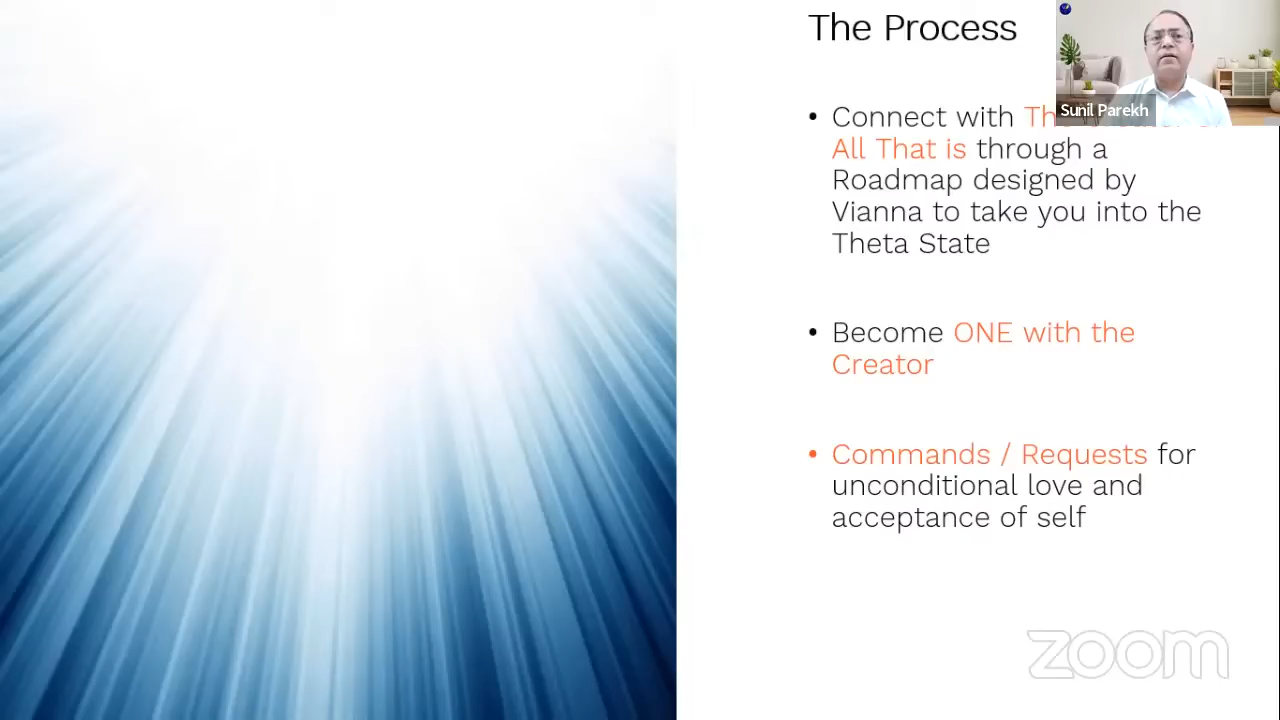 The Process
Sunil Parekh
• Connect with
All That is through a
Roadmap designed by
Vianna to take you into the
Theta State
• Become ONE with the
Creator
• Commands / Requests for
unconditional love and
acceptance of self
zoom